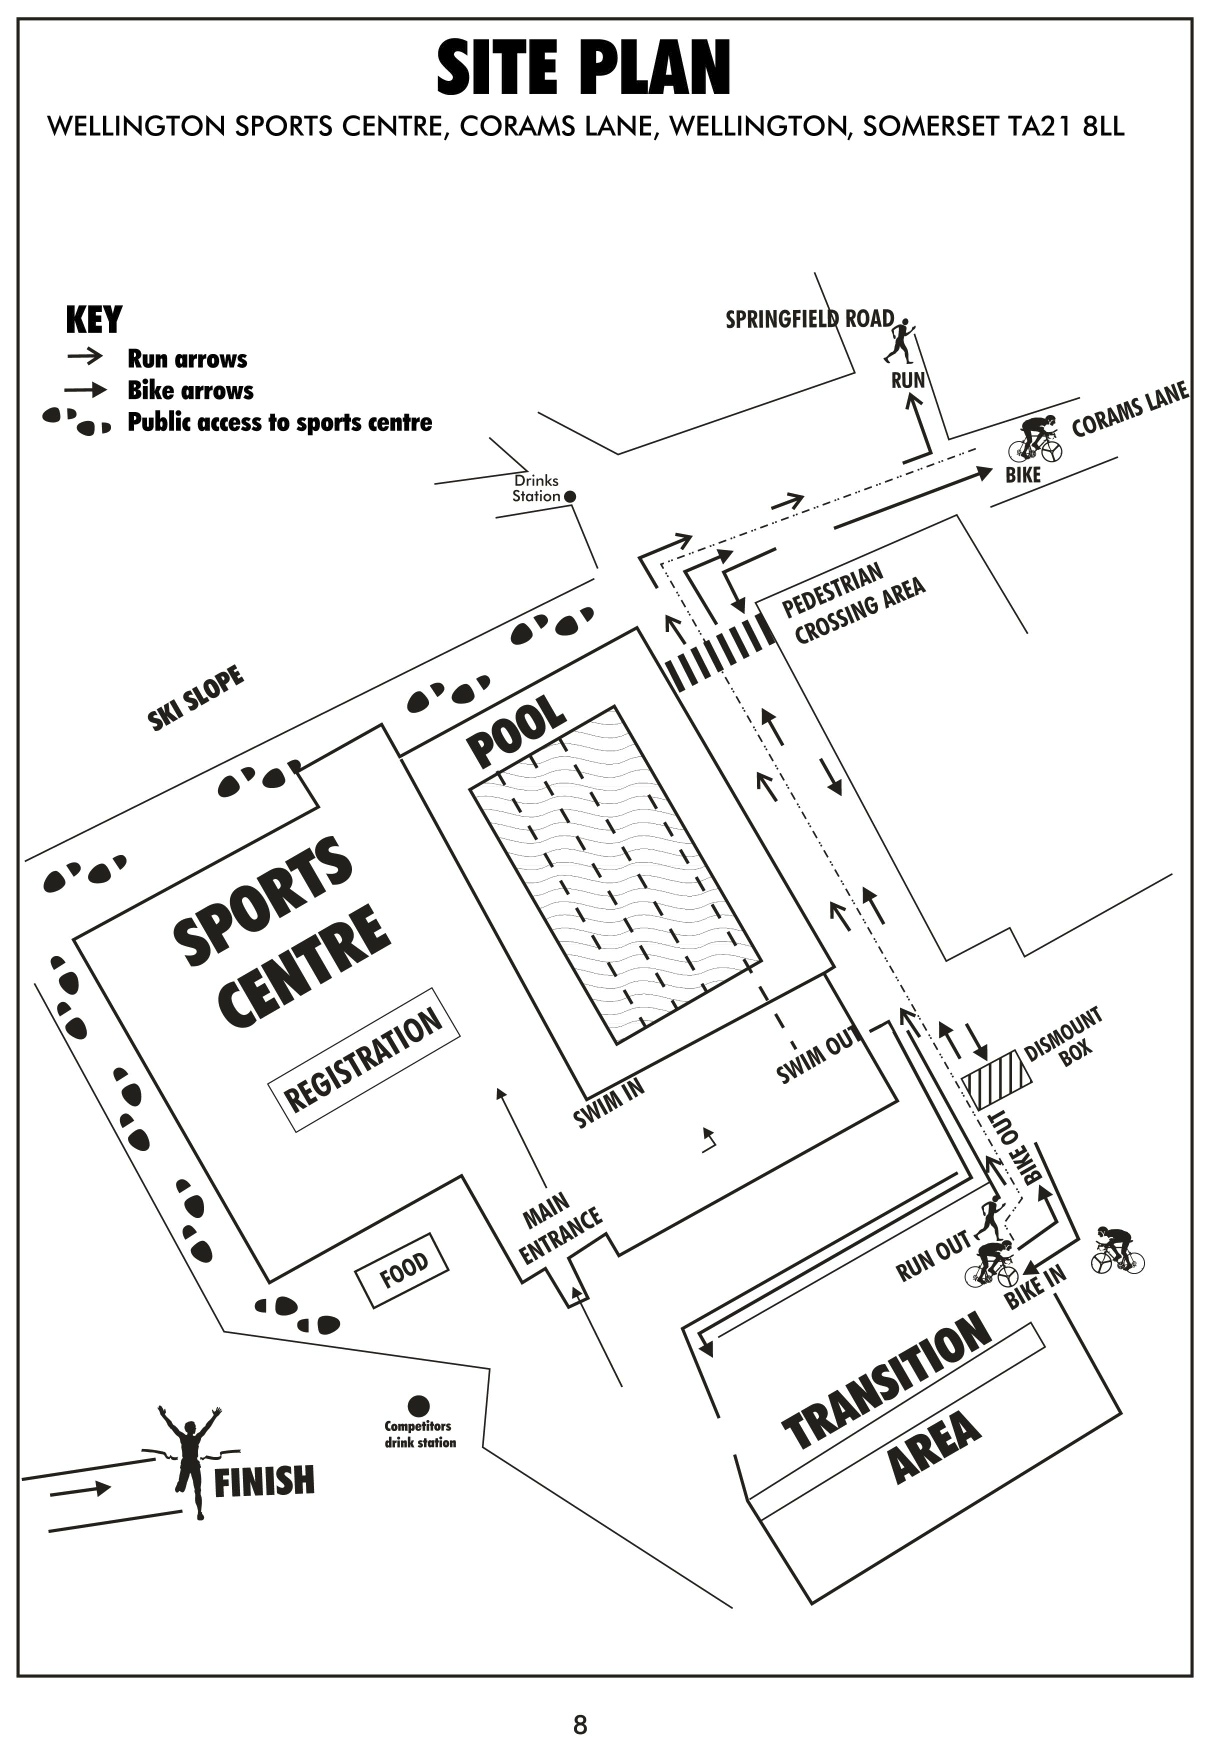 SITE PLAN
WELLINGTON SPORTS CENTRE, CORAMS LANE, WELLINGTON, SOMERSET TA21 8LL
KEY
Run arrows
Bike arrows
Public access to sports centre
SPRINGFIELD ROAD
RUN
CORAMS LANE
BIKE
Drinks
Station
PEDESTRIAN
CROSSING AREA
SKI SLOPE
POOL
SPORTS
CENTRE
REGISTRATION
SWIM IN
SWIM OUT
DISMOUNT
BOX
BIKE OUT
MAIN
ENTRANCE
FOOD
RUN OUT
BIKE IN
TRANSITION
AREA
Competitors
drink station
FINISH
8